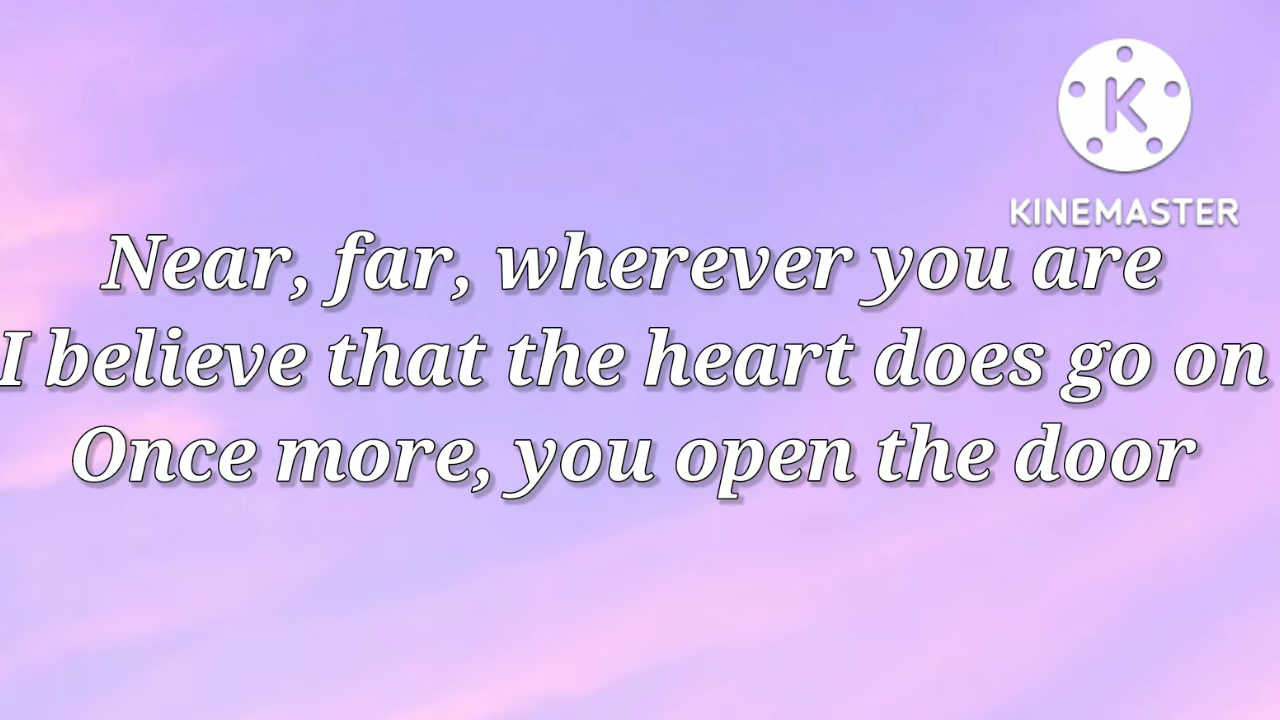 K
KINEMASTER
Near, far, wherever you are
I believe that the heart does go on
Once more, you open the door